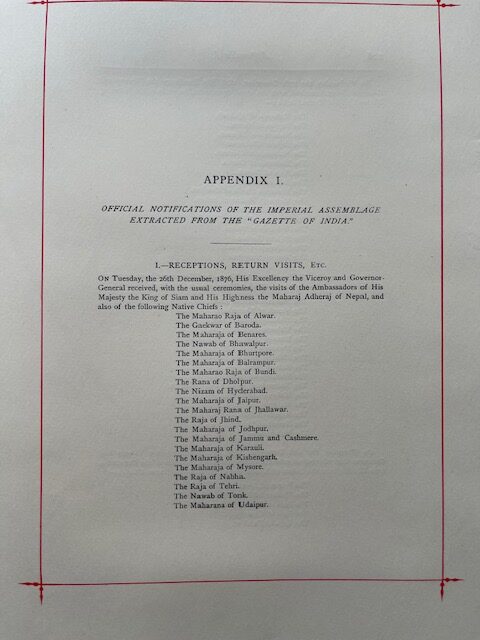 APPENDIX I.
OFFICIAL NOTIFICATIONS OF THE IMPERIAL ASSEMBLAGE
EXTRACTED FROM THE "GAZETTE OF INDIA."
I.—RECEPTIONS, RETURN VISITS, ETC.
ON Tuesday, the 26th December, 1876, His Excellency the Viceroy and Governor-
General received, with the usual ceremonies, the visits of the Ambassadors of His
Majesty the King of Siam and His Highness the Maharaj Adheraj of Nepal, and
also of the following Native Chiefs :
The Maharao Raja of Alwar.
The Gaekwar of Baroda.
The Maharaja of Benares.
The Nawab of Bhawalpur.
The Maharaja of Bhurtpore.
The Maharaja of Balrampur.
The Maharao Raja of Bundi.
The Rana of Dholpur.
The Nizam of Hyderabad.
The Maharaja of Jaipur.
The Maharaj Rana of Jhallawar.
The Raja of Jhind.
The Maharaja of Jodhpur.
The Maharaja of Jammu and Cashmere.
The Maharaja of Karauli.
The Maharaja of Kishengarh.
The Maharaja of Mysore.
The Raja of Nabha.
The Raja of Tehri.
The Nawab of Tonk.
The Maharana of Udaipur.